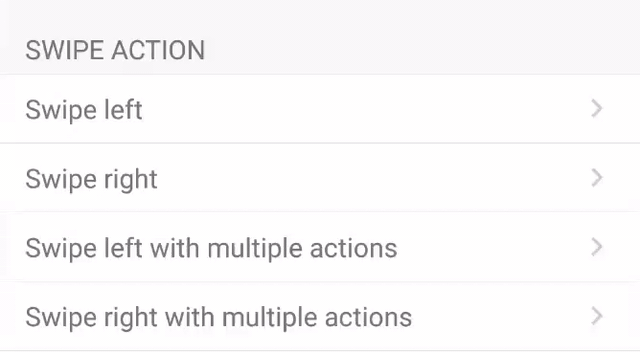 SWIPE ACTION
Swipe left
Swipe right
Swipe left with multiple actions
Swipe right with multiple actions